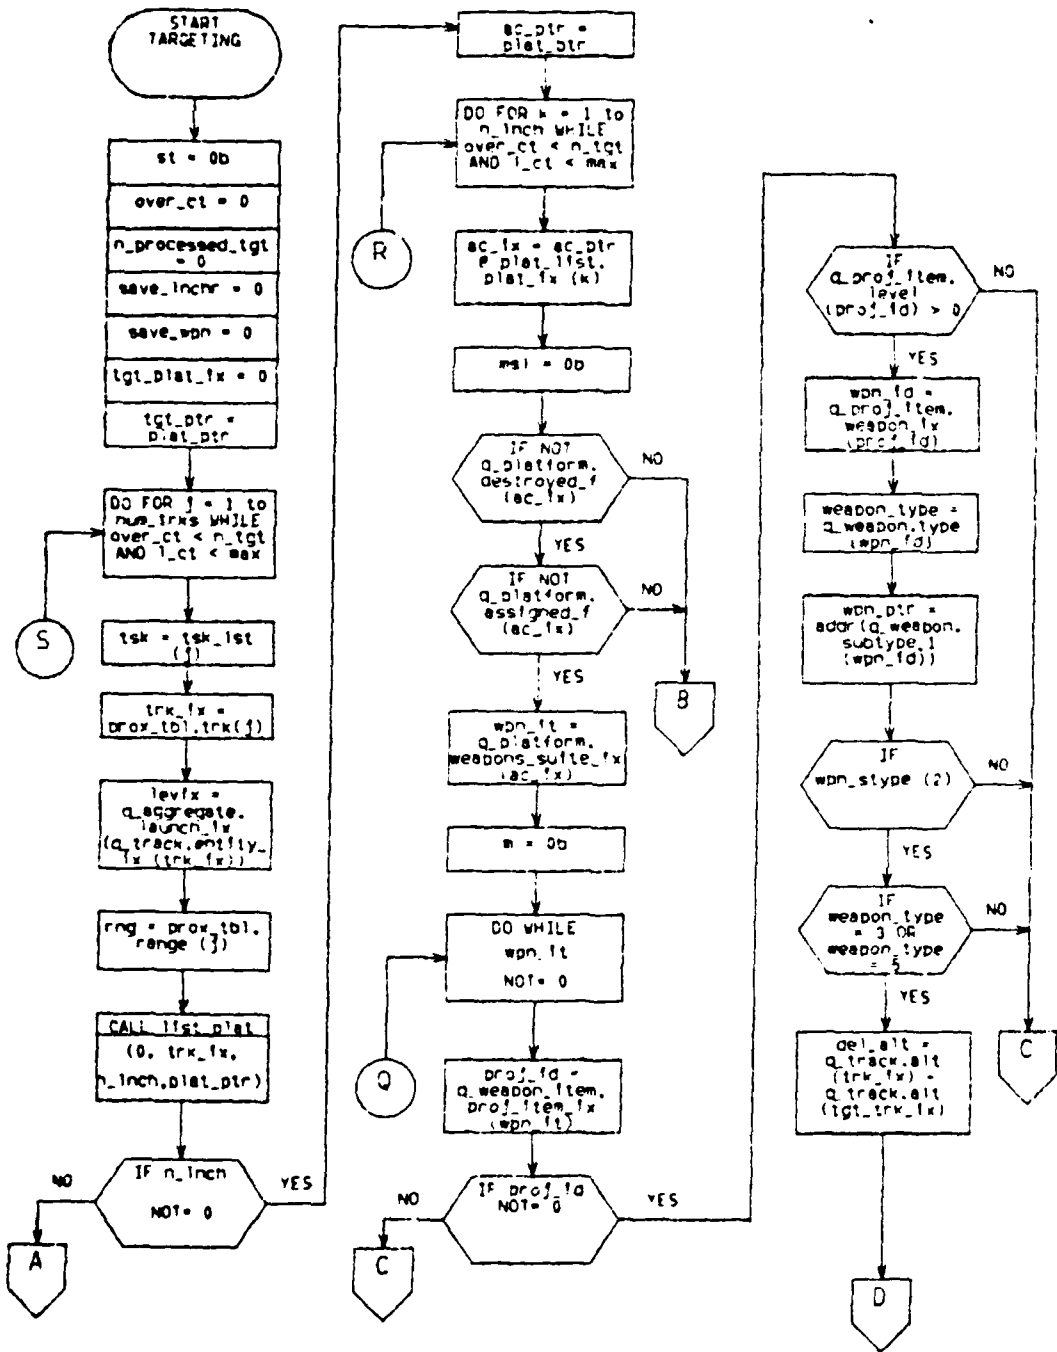 START
TARGETING
st = 0b
over_ct = 0
n_processed_tgt
= 0
save_lnchr = 0
save_wpn = 0
tgt_plat_ix = 0
tgt_ptr =
plat_ptr
DO FOR j = 1 to
num_trks WHILE
over_ct < n_tgt
AND i_ct < max
S
tsk = tsk_lst
(j)
trk_ix =
prox_tbl.trk(j)
levix =
q_aggregate.
launch_ix
(q_track.entity_
ix (trk_ix))
rng = prox_tbl.
range (j)
CALL list_plat
(0, trk_ix,
n_lnch,plat_ptr)
IF n_lnch
NOT= 0
NO
YES
A
ac_ptr =
plat_ptr
DO FOR k = 1 to
n_lnch WHILE
over_ct < n_tgt
AND i_ct < max
R
ac_ix = ac_ptr
@ plat_list.
plat_ix (k)
msl = 0b
IF NOT
q_platform.
destroyed_f
(ac_ix)
NO
YES
IF NOT
q_platform.
assigned_f
(ac_ix)
NO
YES
B
wpn_it =
q_platform.
weapons_suite_ix
(ac_ix)
m = 0b
DO WHILE
wpn_it
NOT= 0
Q
proj_id =
q_weapon_item.
proj_item_ix
(wpn_it)
IF proj_id
NOT= 0
NO
YES
C
IF
q_proj_item.
level
(proj_id) > 0
NO
YES
wpn_id =
q_proj_item.
weapon_ix
(proj_id)
weapon_type =
q_weapon.type
(wpn_id)
wpn_ptr =
addr(q_weapon.
subtype_1
(wpn_id))
IF
wpn_stype (2)
NO
YES
IF
weapon_type
= 3 OR
weapon_type
= 5
NO
YES
C
del_alt =
q_track.alt
(trk_ix) -
q_track.alt
(tgt_trk_ix)
D